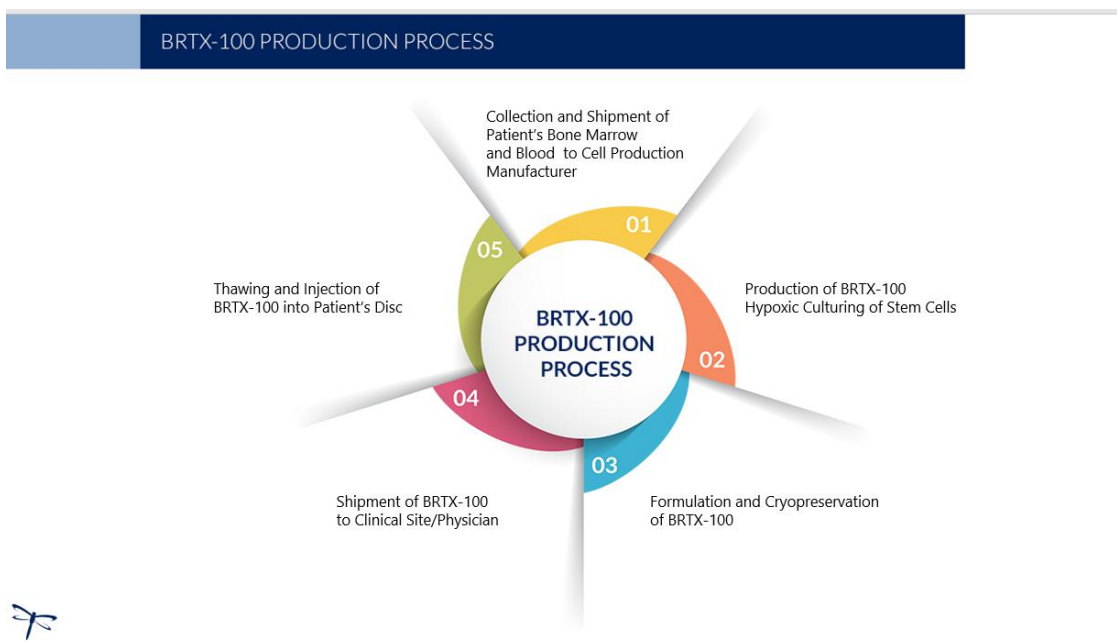 BRTX-100 PRODUCTION PROCESS
Collection and Shipment of
Patient's Bone Marrow
and Blood to Cell Production
Manufacturer
01
Production of BRTX-100
Hypoxic Culturing of Stem Cells
02
Formulation and Cryopreservation
of BRTX-100
03
Shipment of BRTX-100
to Clinical Site/Physician
04
Thawing and Injection of
BRTX-100 into Patient's Disc
05
BRTX-100
PRODUCTION
PROCESS